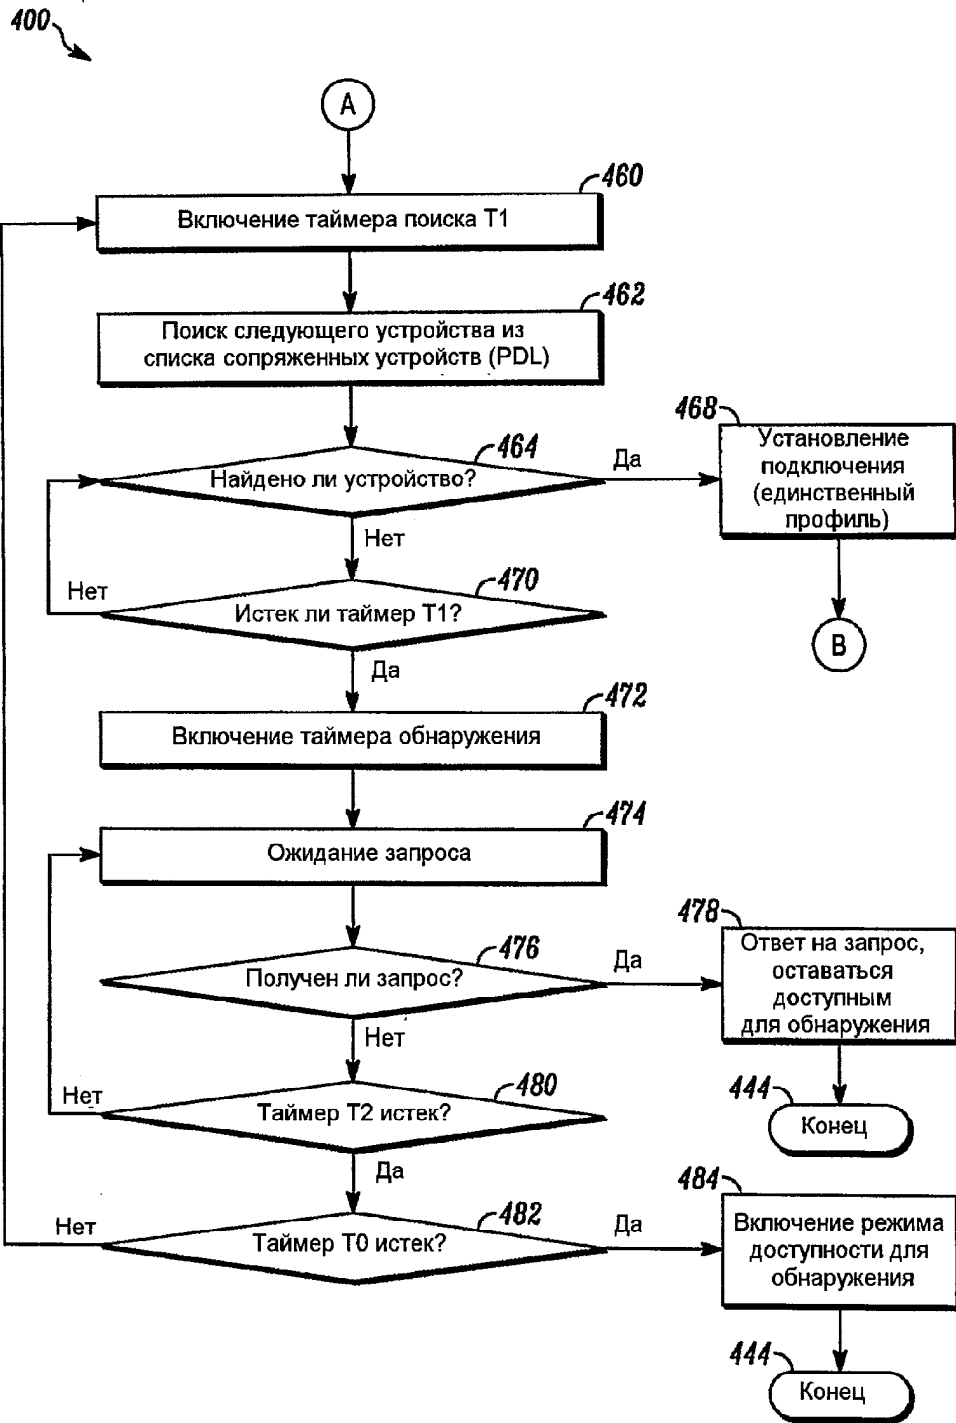 400
A
460
Включение таймера поиска T1
462
Поиск следующего устройства из
списка сопряженных устройств (PDL)
464
Найдено ли устройство?
Да
468
Установление
подключения
(единственный
профиль)
B
Нет
470
Истек ли таймер T1?
Нет
Да
472
Включение таймера обнаружения
474
Ожидание запроса
476
Получен ли запрос?
Да
478
Ответ на запрос,
оставаться
доступным
для обнаружения
444
Конец
Нет
480
Таймер T2 истек?
Нет
Да
482
Таймер T0 истек?
Нет
Да
484
Включение режима
доступности для
обнаружения
444
Конец